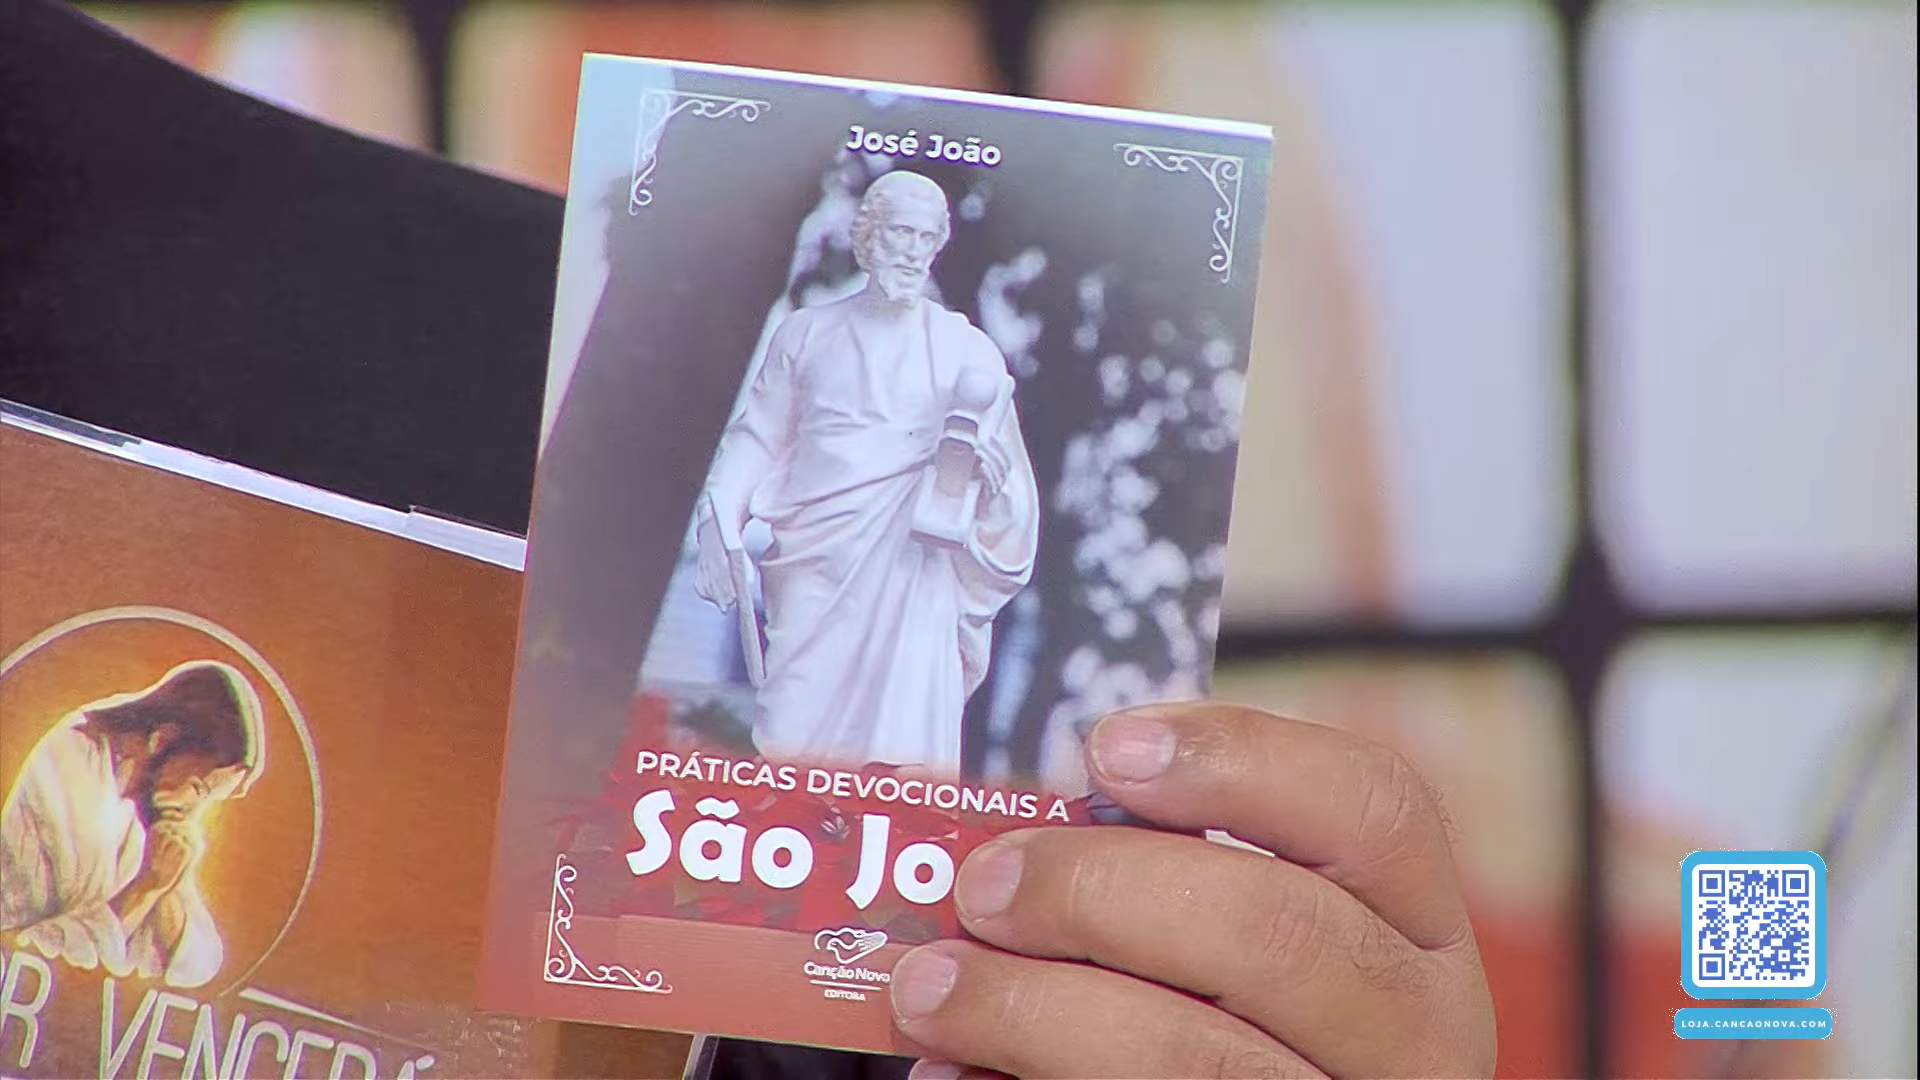 José João
PRÁTICAS DEVOCIONAIS A
São Jo
Canção Nova
EDITORA
R VENCERÁ
LOJA.CANCAONOVA.COM